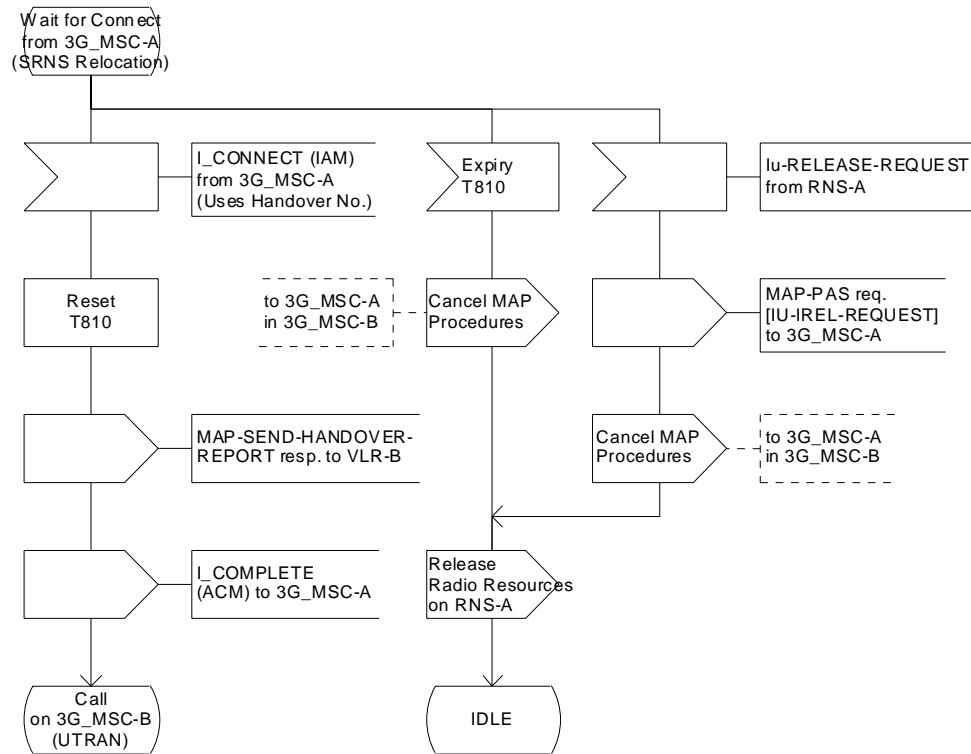 Wait for Connect
from 3G_MSC-A
(SRNS Relocation)
I_CONNECT (IAM)
from 3G_MSC-A
(Uses Handover No.)
Expiry
T810
Iu-RELEASE-REQUEST
from RNS-A
Reset
T810
to 3G_MSC-A
in 3G_MSC-B
Cancel MAP
Procedures
MAP-PAS req.
[IU-IREL-REQUEST]
to 3G_MSC-A
MAP-SEND-HANDOVER-
REPORT resp. to VLR-B
Cancel MAP
Procedures
to 3G_MSC-A
in 3G_MSC-B
I_COMPLETE
(ACM) to 3G_MSC-A
Release
Radio Resources
on RNS-A
Call
on 3G_MSC-B
(UTRAN)
IDLE